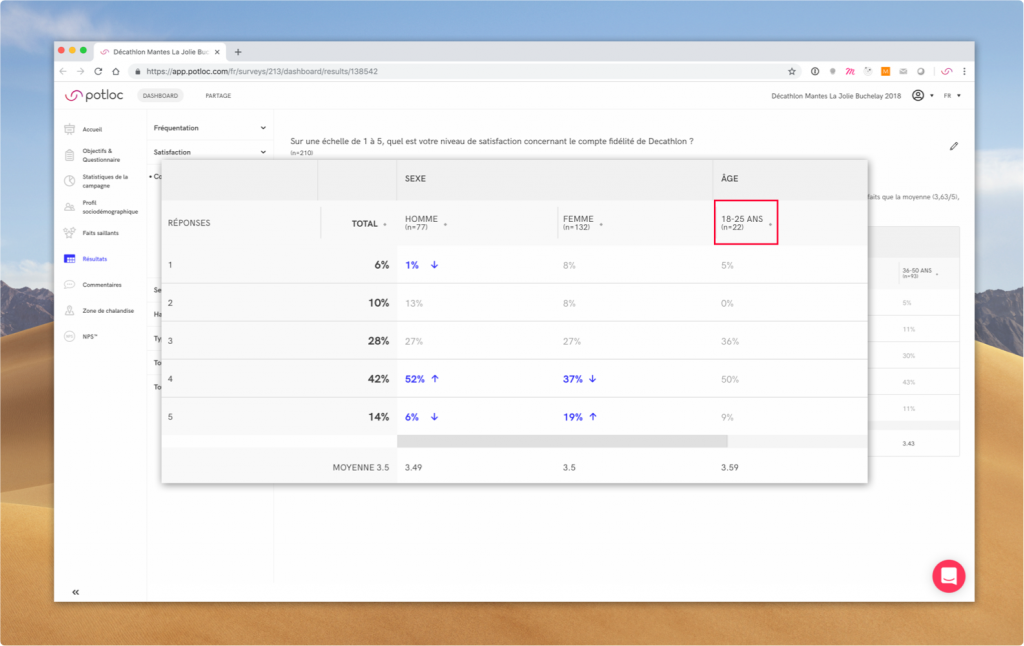 Décathlon Mantes La Jolie Buc
https://app.potloc.com/fr/surveys/213/dashboard/results/138542
potloc
DASHBOARD
PARTAGE
Décathlon Mantes La Jolie Buchelay 2018
FR
Accueil
Objectifs &
Questionnaire
Statistiques de la
campagne
Profil
sociodémographique
Faits saillants
Résultats
Commentaires
Zone de chalandise
NPS™
Fréquentation
Satisfaction
Co
Se
Ha
Ty
To
To
Sur une échelle de 1 à 5, quel est votre niveau de satisfaction concernant le compte fidélité de Decathlon ?
(n=210)
faits que la moyenne (3,63/5),
SEXE ÂGE
RÉPONSES TOTAL HOMME FEMME 18-25 ANS
(n=77) (n=132) (n=22)
1 6% 1% ↓ 8% 5%
2 10% 13% 8% 0%
3 28% 27% 27% 36%
4 42% 52% ↑ 37% ↓ 50%
5 14% 6% ↓ 19% ↑ 9%
MOYENNE 3.5 3.49 3.5 3.59
36-50 ANS
(n=93)
5%
11%
30%
43%
11%
3.43
«